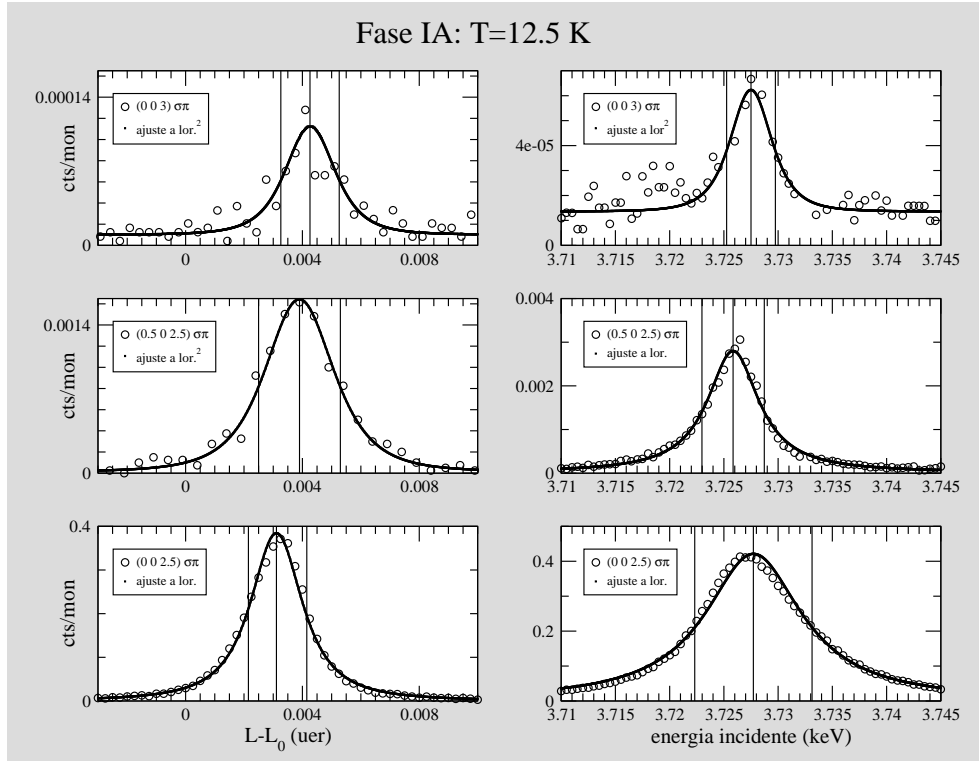 Fase IA: T=12.5 K
0.00014
0
cts/mon
(0 0 3) σπ
ajuste a lor.²
0 0.004 0.008
4e-05
0
(0 0 3) σπ
ajuste a lor²
3.71 3.715 3.72 3.725 3.73 3.735 3.74 3.745
0.0014
0
cts/mon
(0.5 0 2.5) σπ
ajuste a lor.²
0 0.004 0.008
0.004
0.002
0
(0.5 0 2.5) σπ
ajuste a lor.
3.71 3.715 3.72 3.725 3.73 3.735 3.74 3.745
0.4
0
cts/mon
(0 0 2.5) σπ
ajuste a lor.
0 0.004 0.008
L-L₀ (uer)
0.4
0.2
0
(0 0 2.5) σπ
ajuste a lor.
3.71 3.715 3.72 3.725 3.73 3.735 3.74 3.745
energia incidente (keV)